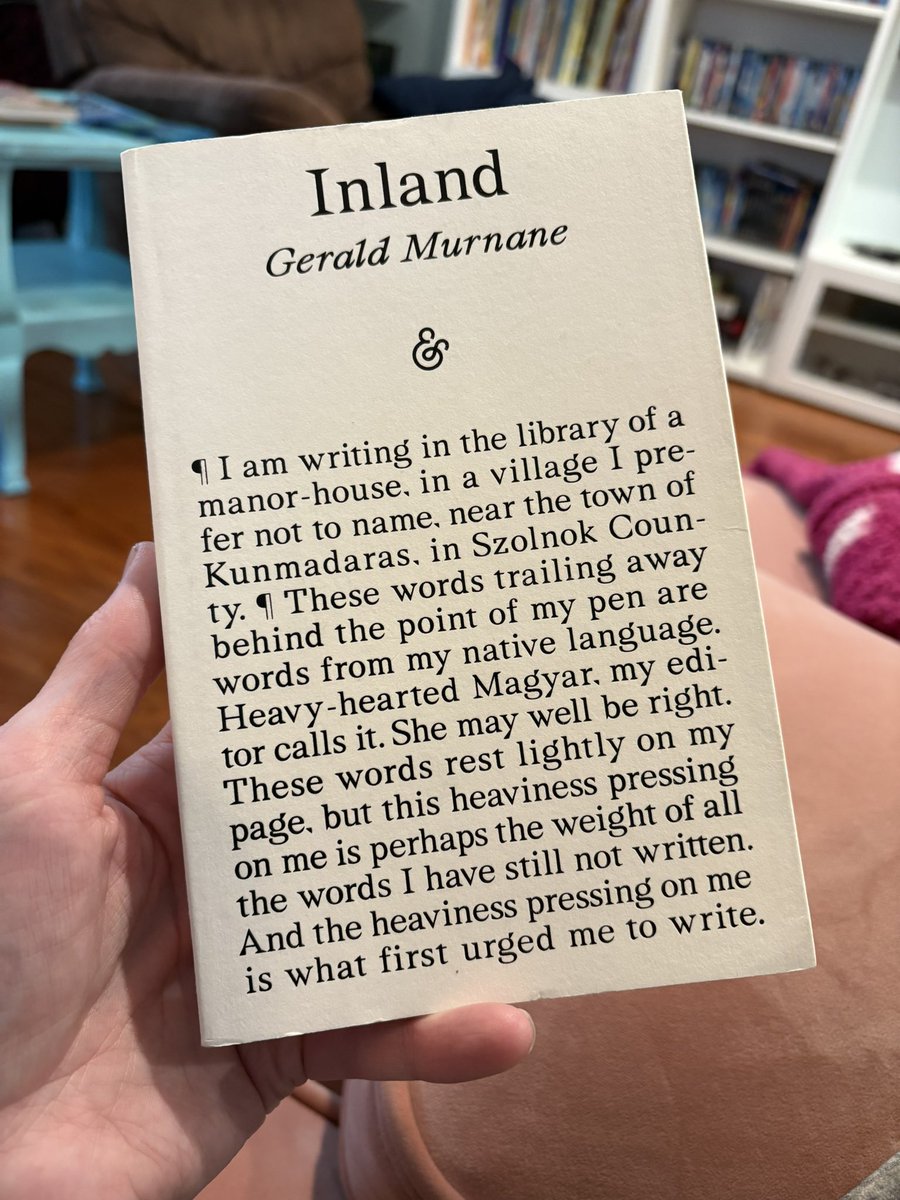 Inland
Gerald Murnane
&
¶ I am writing in the library of a
manor-house, in a village I pre-
fer not to name, near the town of
Kunmadaras, in Szolnok Coun-
ty. ¶ These words trailing away
behind the point of my pen are
words from my native language.
Heavy-hearted Magyar, my edi-
tor calls it. She may well be right.
These words rest lightly on my
page, but this heaviness pressing
on me is perhaps the weight of all
the words I have still not written.
And the heaviness pressing on me
is what first urged me to write.